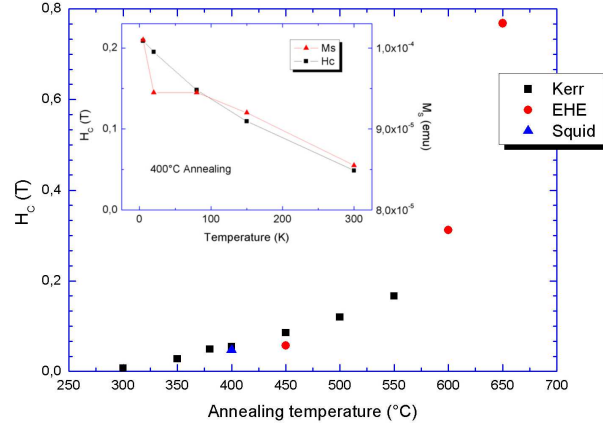 0,8
0,6
0,4
0,2
0,0
H_C (T)
250 300 350 400 450 500 550 600 650 700
Annealing temperature (°C)
Kerr
EHE
Squid
0,2
0,1
0,0
H_C (T)
Ms
Hc
400°C Annealing
0 100 200 300
Temperature (K)
1,0x10⁻⁴
9,0x10⁻⁵
8,0x10⁻⁵
M_S (emu)